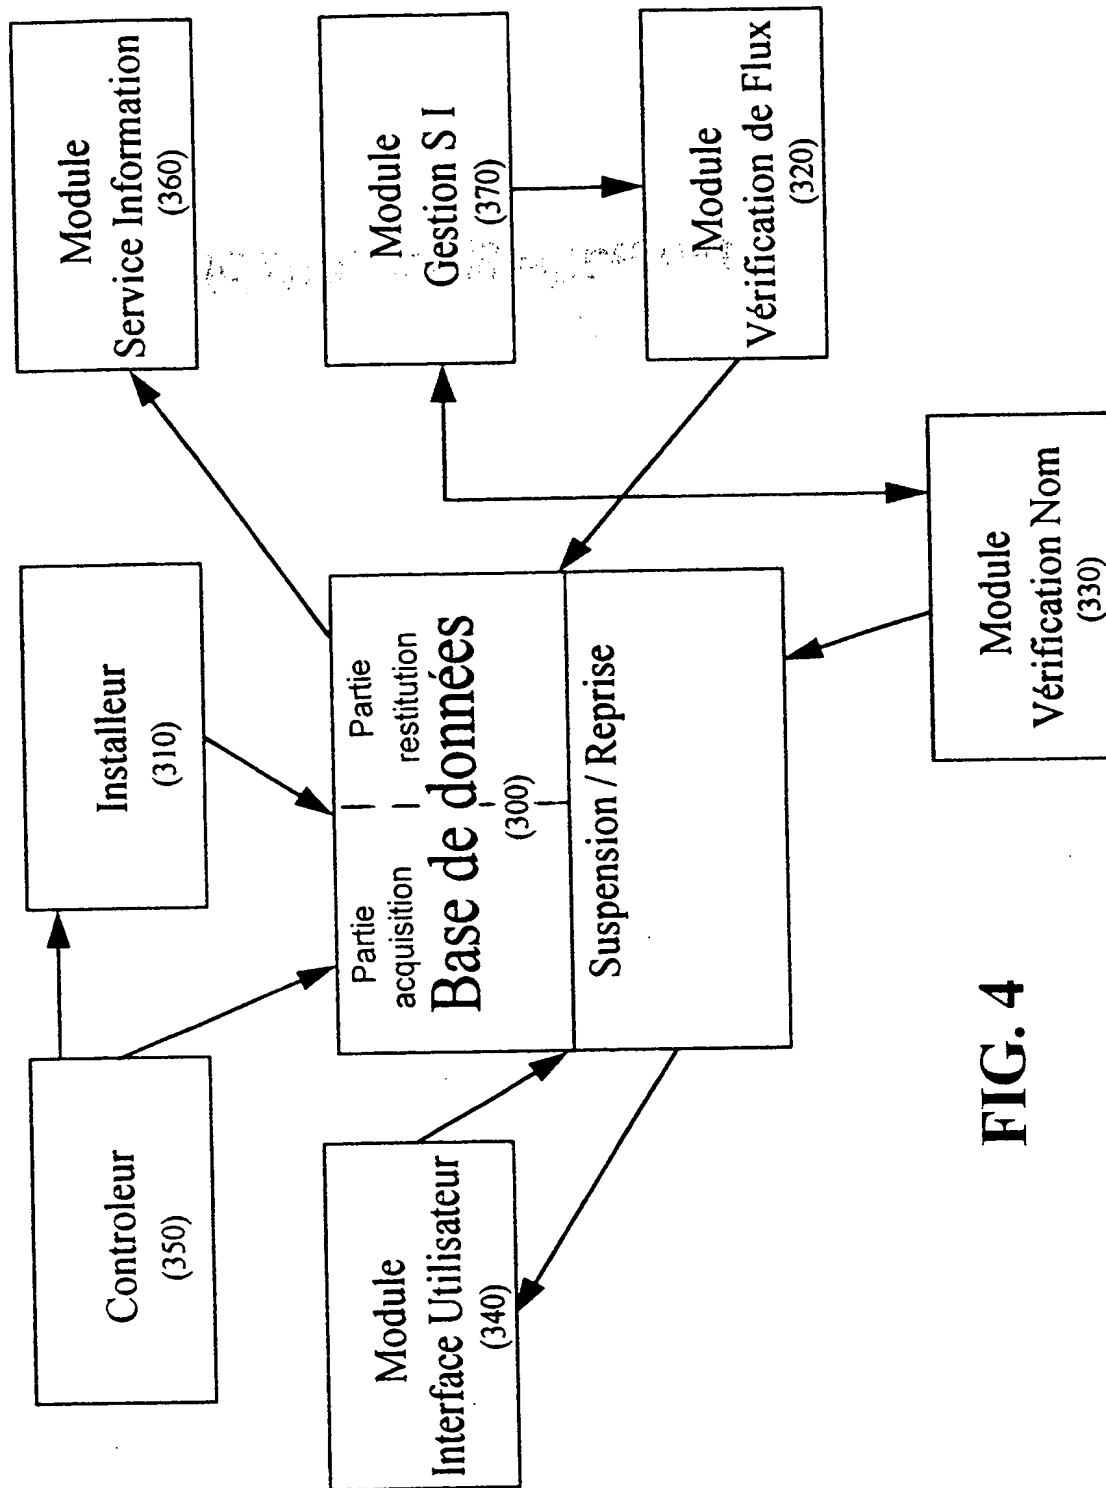 Controleur
(350)
Installeur
(310)
Module
Service Information
(360)
Module
Interface Utilisateur
(340)
Partie
acquisition
Partie
restitution
Base de données
(300)
Suspension / Reprise
Module
Gestion S I
(370)
Module
Vérification de Flux
(320)
Module
Vérification Nom
(330)
FIG. 4